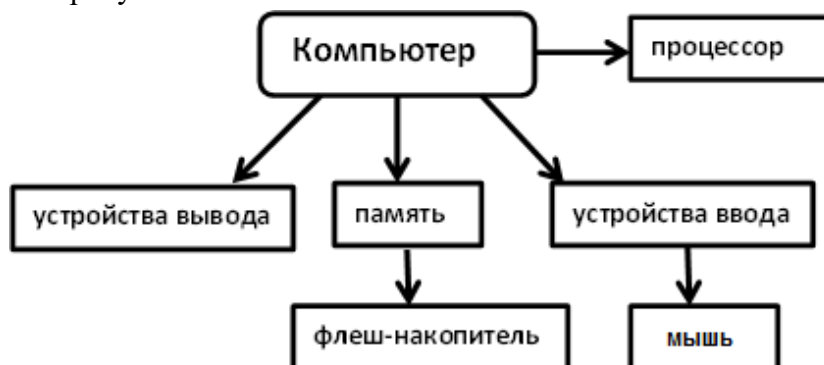 Компьютер
процессор
устройства вывода
память
устройства ввода
флеш-накопитель
мышь